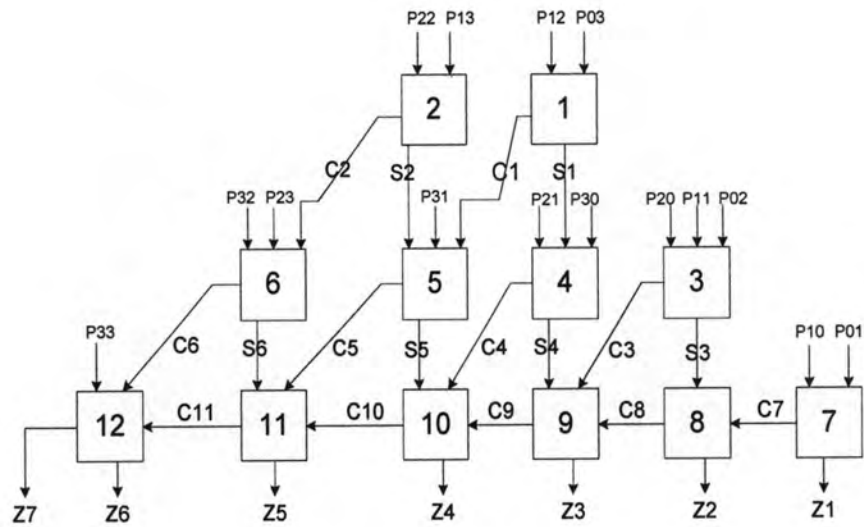 P22 P13 P12 P03
2 1
C2 S2 C1 S1
P32 P23 P31 P21 P30 P20 P11 P02
6 5 4 3
P33 C6 S6 C5 S5 C4 S4 C3 S3 P10 P01
12 C11 11 C10 10 C9 9 C8 8 C7 7
Z7 Z6 Z5 Z4 Z3 Z2 Z1